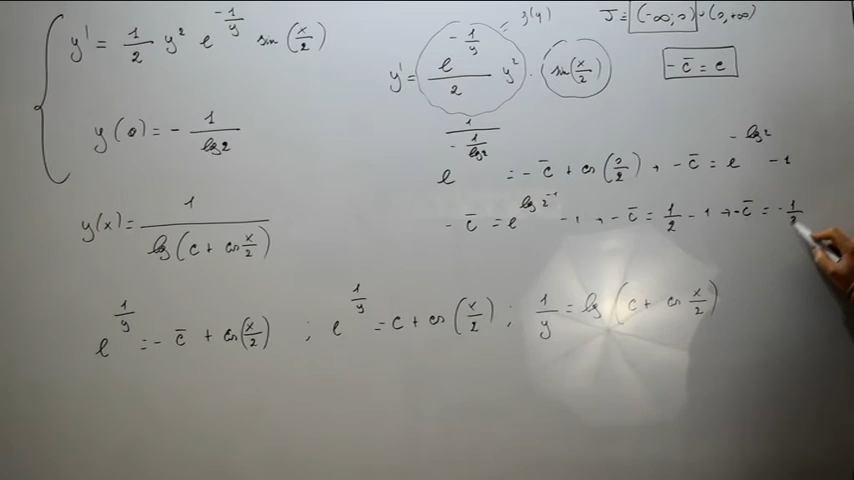 y' = 1/2 y² e^(-1/y) sin(x/2)
y(0) = - 1/lg2
y(x) = 1/lg(c + cos x/2)
= z(y)
y' = e^(-1/y)/2 y² · sin(x/2)
J = (-∞; 0) ∪ (0, +∞)
- c̄ = c
e^(1/(-1/lg2)) = - c̄ + cos(0/2) → - c̄ = e^(-lg2) - 1
- c̄ = e^(lg 2⁻¹) - 1 → - c̄ = 1/2 - 1 → - c̄ = - 1/2
e^(1/y) = - c̄ + cos(x/2) ; e^(1/y) = c + cos(x/2) ; 1/y = lg(c + cos x/2)